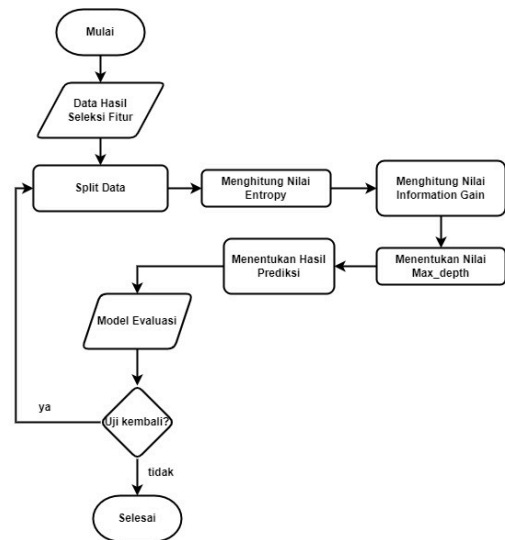 Mulai
Data Hasil
Seleksi Fitur
Split Data
Menghitung Nilai
Entropy
Menghitung Nilai
Information Gain
Menentukan Nilai
Max_depth
Menentukan Hasil
Prediksi
Model Evaluasi
Uji kembali?
ya
tidak
Selesai